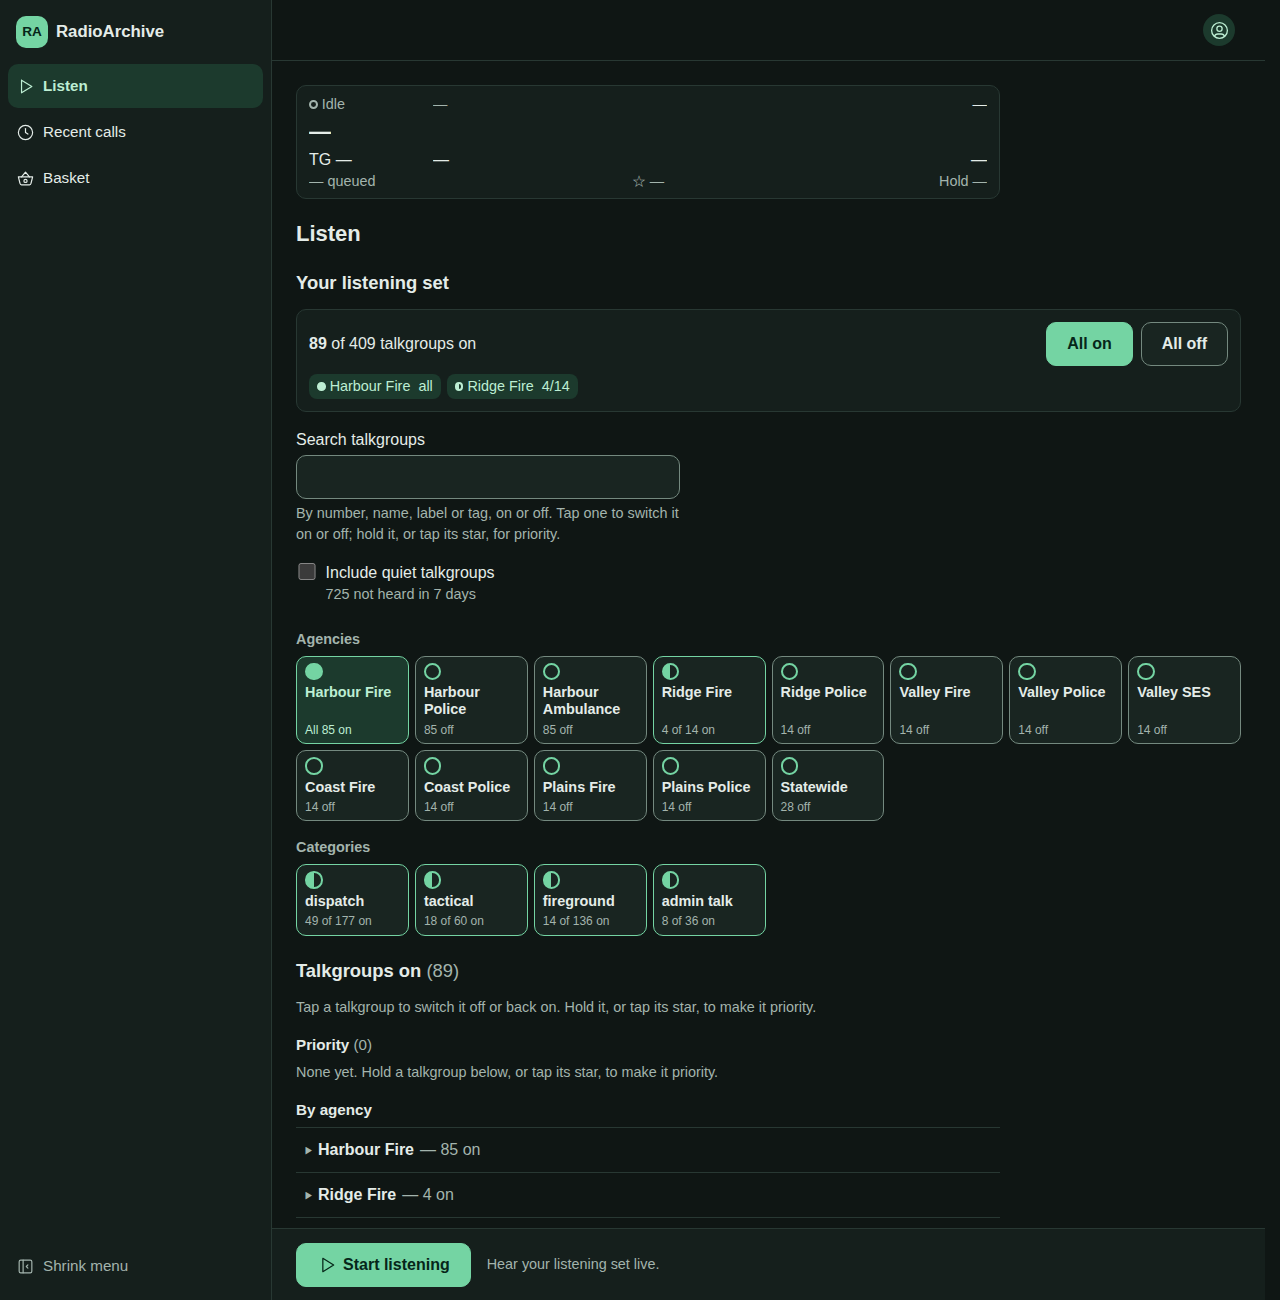 RA RadioArchive
Listen
Recent calls
Basket
Shrink menu
Idle — —
—
TG — — —
— queued ☆ — Hold —
Listen
Your listening set
89 of 409 talkgroups on
All on All off
Harbour Fire all Ridge Fire 4/14
Search talkgroups
By number, name, label or tag, on or off. Tap one to switch it
on or off; hold it, or tap its star, for priority.
Include quiet talkgroups
725 not heard in 7 days
Agencies
Harbour Fire
All 85 on
Harbour
Police
85 off
Harbour
Ambulance
85 off
Ridge Fire
4 of 14 on
Ridge Police
14 off
Valley Fire
14 off
Valley Police
14 off
Valley SES
14 off
Coast Fire
14 off
Coast Police
14 off
Plains Fire
14 off
Plains Police
14 off
Statewide
28 off
Categories
dispatch
49 of 177 on
tactical
18 of 60 on
fireground
14 of 136 on
admin talk
8 of 36 on
Talkgroups on (89)
Tap a talkgroup to switch it off or back on. Hold it, or tap its star, to make it priority.
Priority (0)
None yet. Hold a talkgroup below, or tap its star, to make it priority.
By agency
Harbour Fire — 85 on
Ridge Fire — 4 on
Start listening
Hear your listening set live.